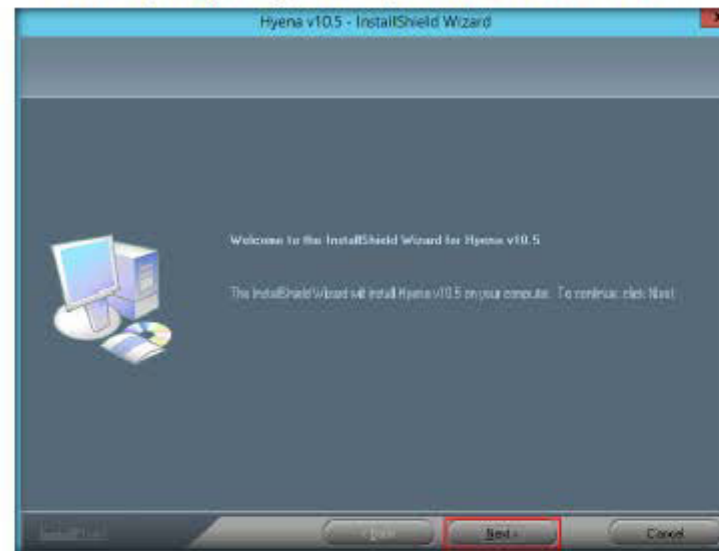 Hyena v10.5 - InstallShield Wizard
Welcome to the InstallShield Wizard for Hyena v10.5
The InstallShield Wizard will install Hyena v10.5 on your computer. To continue, click Next.
Next >
Cancel